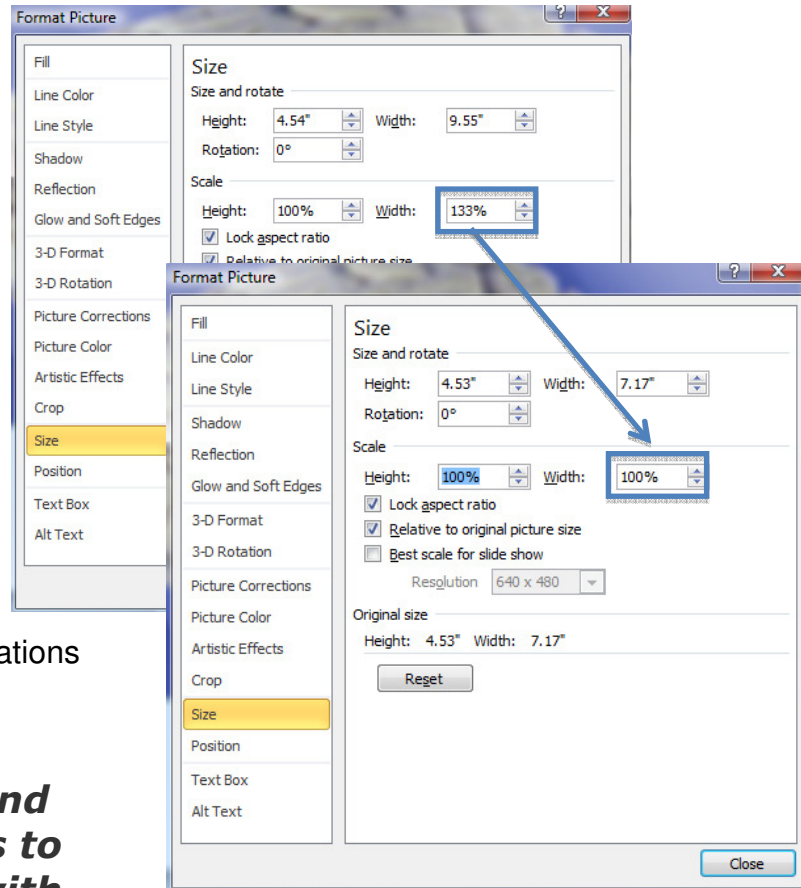 Format Picture
Fill
Line Color
Line Style
Shadow
Reflection
Glow and Soft Edges
3-D Format
3-D Rotation
Picture Corrections
Picture Color
Artistic Effects
Crop
Size
Position
Text Box
Alt Text
Size
Size and rotate
Height: 4.54" Width: 9.55"
Rotation: 0°
Scale
Height: 100% Width: 133%
Lock aspect ratio
Relative to original picture size
Format Picture
Fill
Line Color
Line Style
Shadow
Reflection
Glow and Soft Edges
3-D Format
3-D Rotation
Picture Corrections
Picture Color
Artistic Effects
Crop
Size
Position
Text Box
Alt Text
Size
Size and rotate
Height: 4.53" Width: 7.17"
Rotation: 0°
Scale
Height: 100% Width: 100%
Lock aspect ratio
Relative to original picture size
Best scale for slide show
Resolution 640 x 480
Original size
Height: 4.53" Width: 7.17"
Reset
Close
ations
nd
s to
with